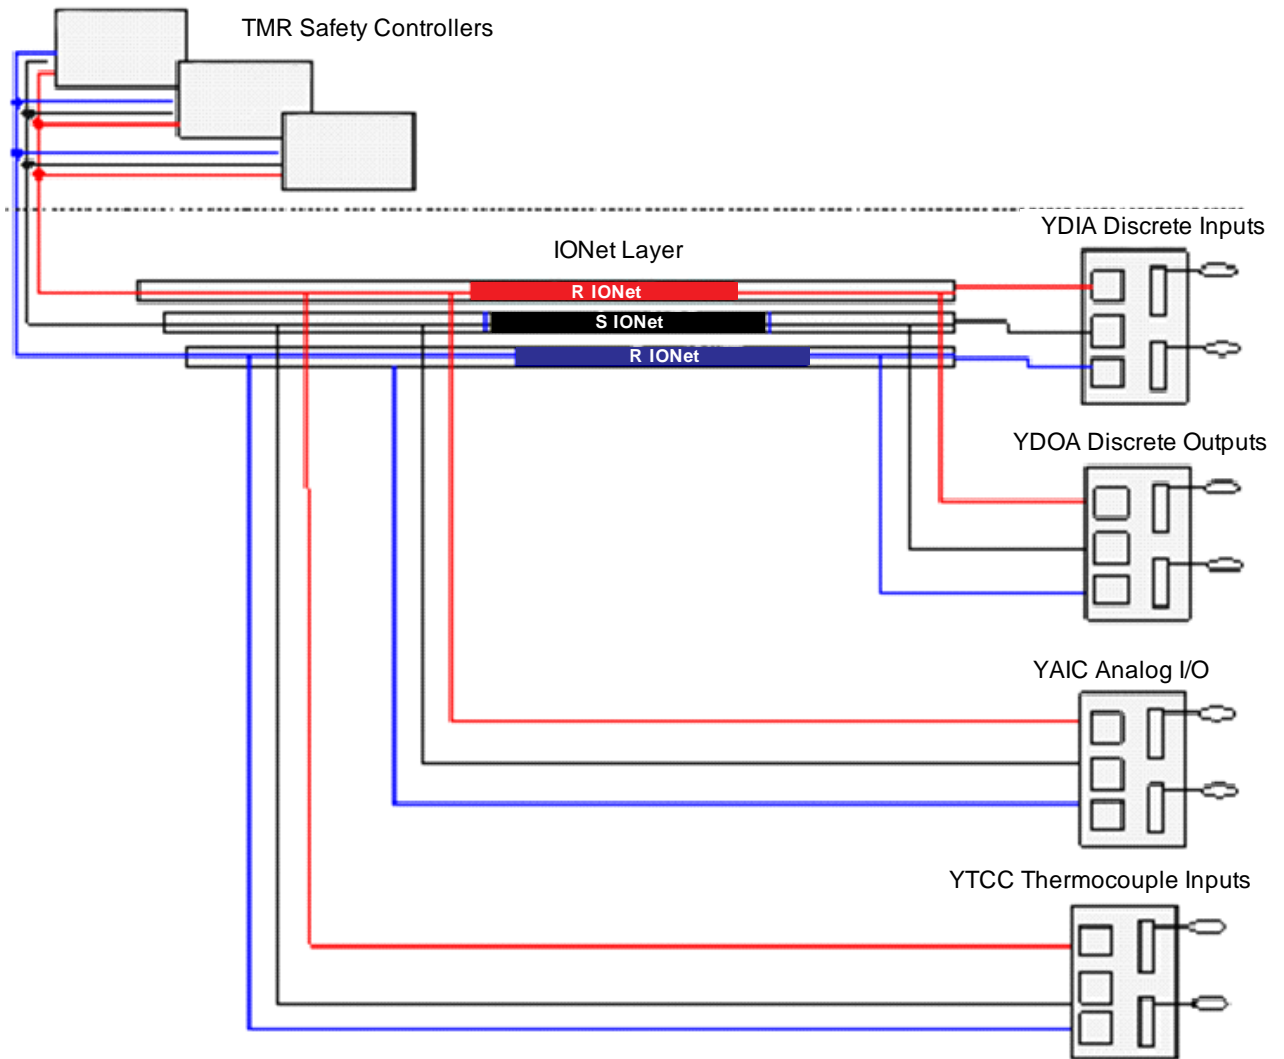 TMR Safety Controllers
YDIA Discrete Inputs
IONet Layer
R IONet
S IONet
R IONet
YDOA Discrete Outputs
YAIC Analog I/O
YTCC Thermocouple Inputs